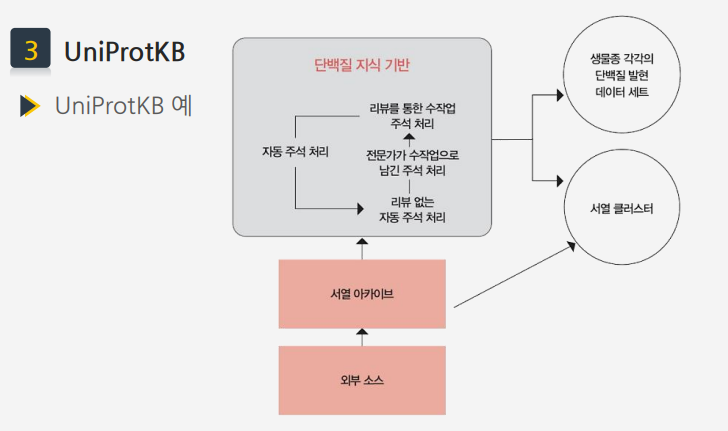 3 UniProtKB
UniProtKB 예
단백질 지식 기반
리뷰를 통한 수작업
주석 처리
자동 주석 처리
전문가가 수작업으로
남긴 주석 처리
리뷰 없는
자동 주석 처리
생물종 각각의
단백질 발현
데이터 세트
서열 클러스터
서열 아카이브
외부 소스